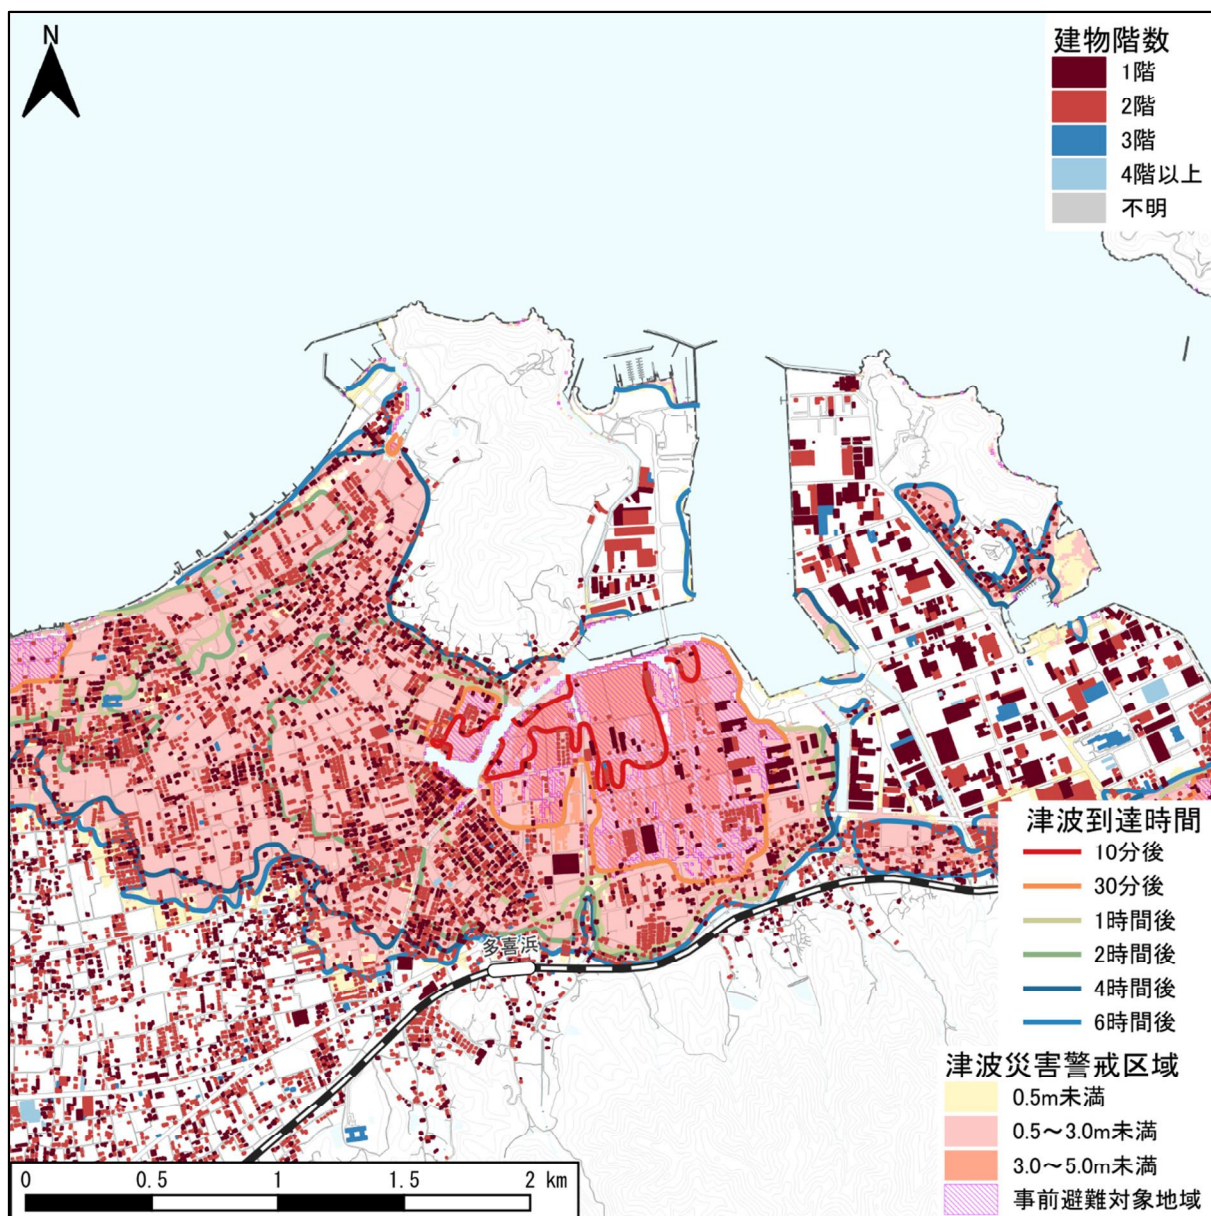 N
建物階数
1階
2階
3階
4階以上
不明
多喜浜
津波到達時間
10分後
30分後
1時間後
2時間後
4時間後
6時間後
津波災害警戒区域
0.5m未満
0.5～3.0m未満
3.0～5.0m未満
事前避難対象地域
0 0.5 1 1.5 2 km